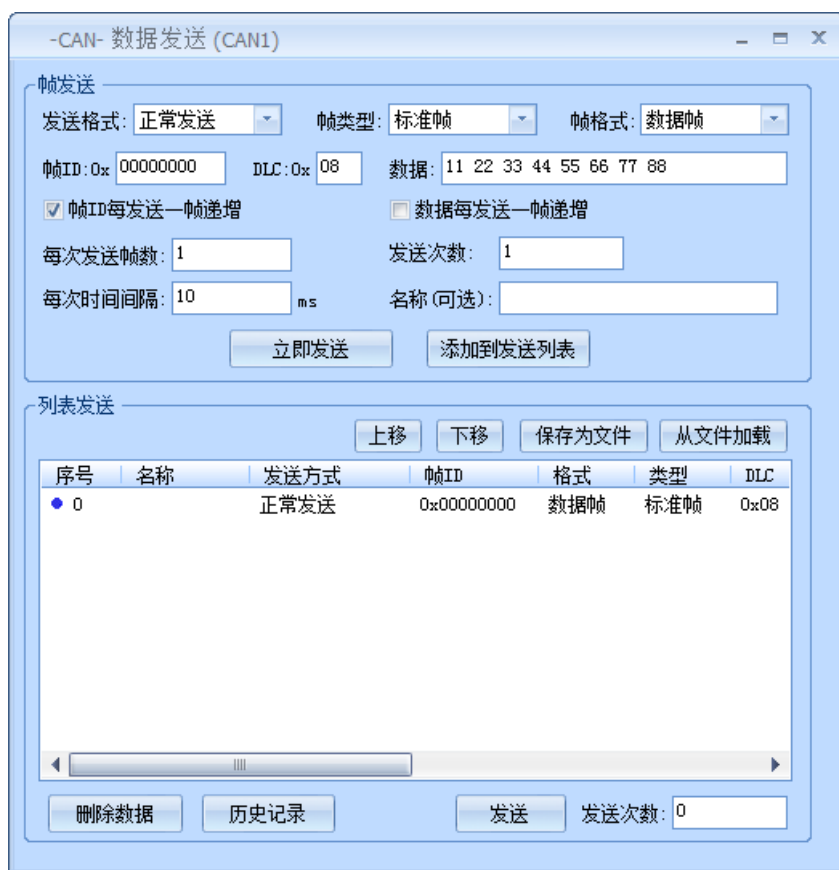 -CAN- 数据发送 (CAN1)
帧发送
发送格式: 正常发送 帧类型: 标准帧 帧格式: 数据帧
帧ID:0x 00000000 DLC:0x 08 数据: 11 22 33 44 55 66 77 88
帧ID每发送一帧递增 数据每发送一帧递增
每次发送帧数: 1 发送次数: 1
每次时间间隔: 10 ms 名称(可选):
立即发送 添加到发送列表
列表发送
上移 下移 保存为文件 从文件加载
序号 名称 发送方式 帧ID 格式 类型 DLC
0 正常发送 0x00000000 数据帧 标准帧 0x08
删除数据 历史记录 发送 发送次数: 0